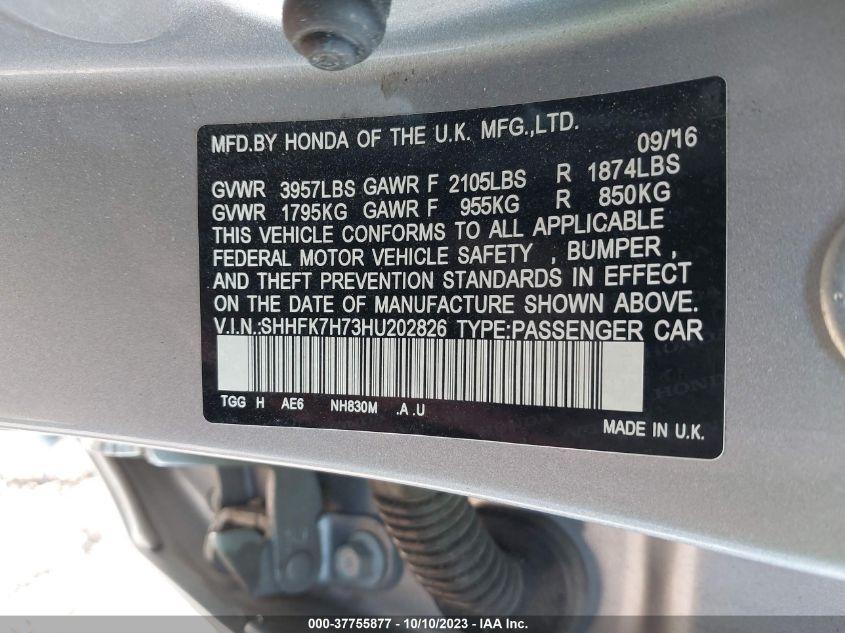 MFD.BY HONDA OF THE U.K. MFG.,LTD. 09/16
GVWR 3957LBS GAWR F 2105LBS R 1874LBS
GVWR 1795KG GAWR F 955KG R 850KG
THIS VEHICLE CONFORMS TO ALL APPLICABLE
FEDERAL MOTOR VEHICLE SAFETY , BUMPER ,
AND THEFT PREVENTION STANDARDS IN EFFECT
ON THE DATE OF MANUFACTURE SHOWN ABOVE.
V.I.N.:SHHFK7H73HU202826 TYPE:PASSENGER CAR
TGG H AE6 NH830M .A .U
MADE IN U.K.
000-37755877 - 10/10/2023 - IAA Inc.